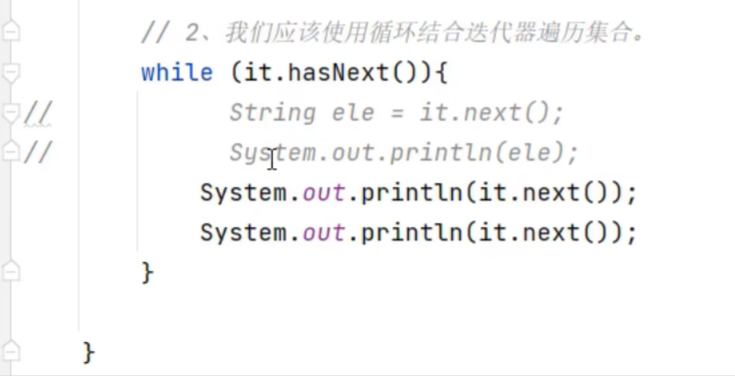 // 2、我们应该使用循环结合迭代器遍历集合。
while (it.hasNext()){
//            String ele = it.next();
//            System.out.println(ele);
System.out.println(it.next());
System.out.println(it.next());
}
}